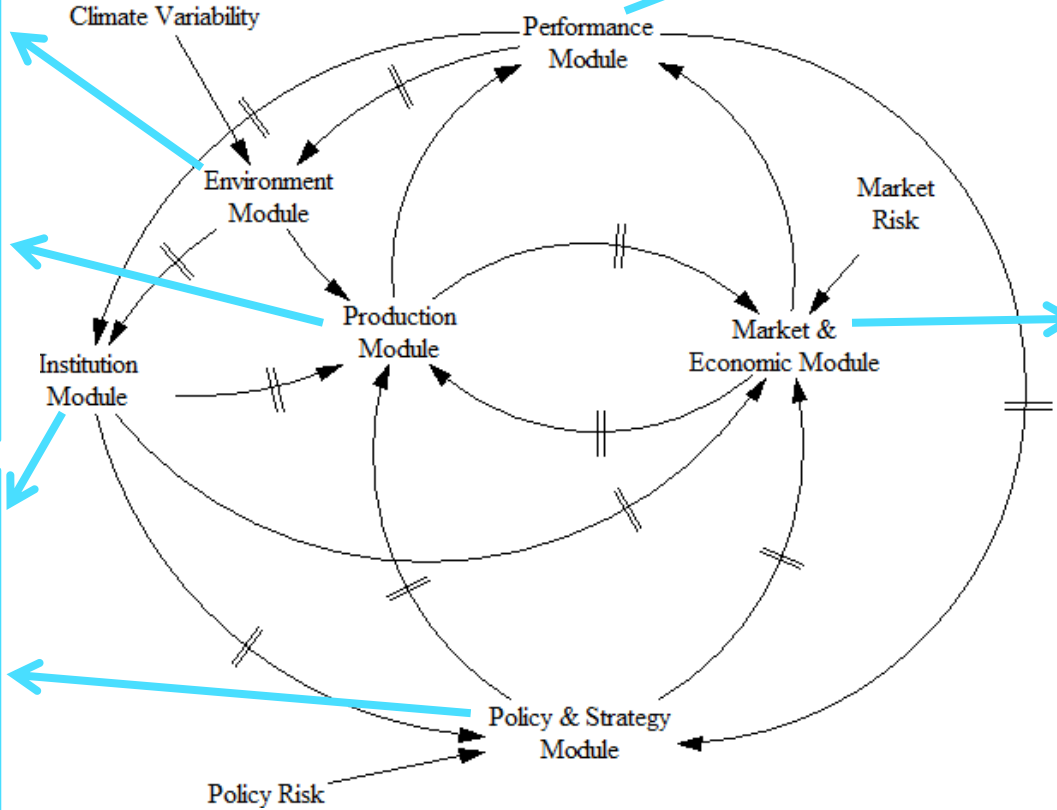 Climate Variability
Performance
Module
Environment
Module
Market
Risk
Production
Module
Market &
Economic Module
Institution
Module
Policy & Strategy
Module
Policy Risk